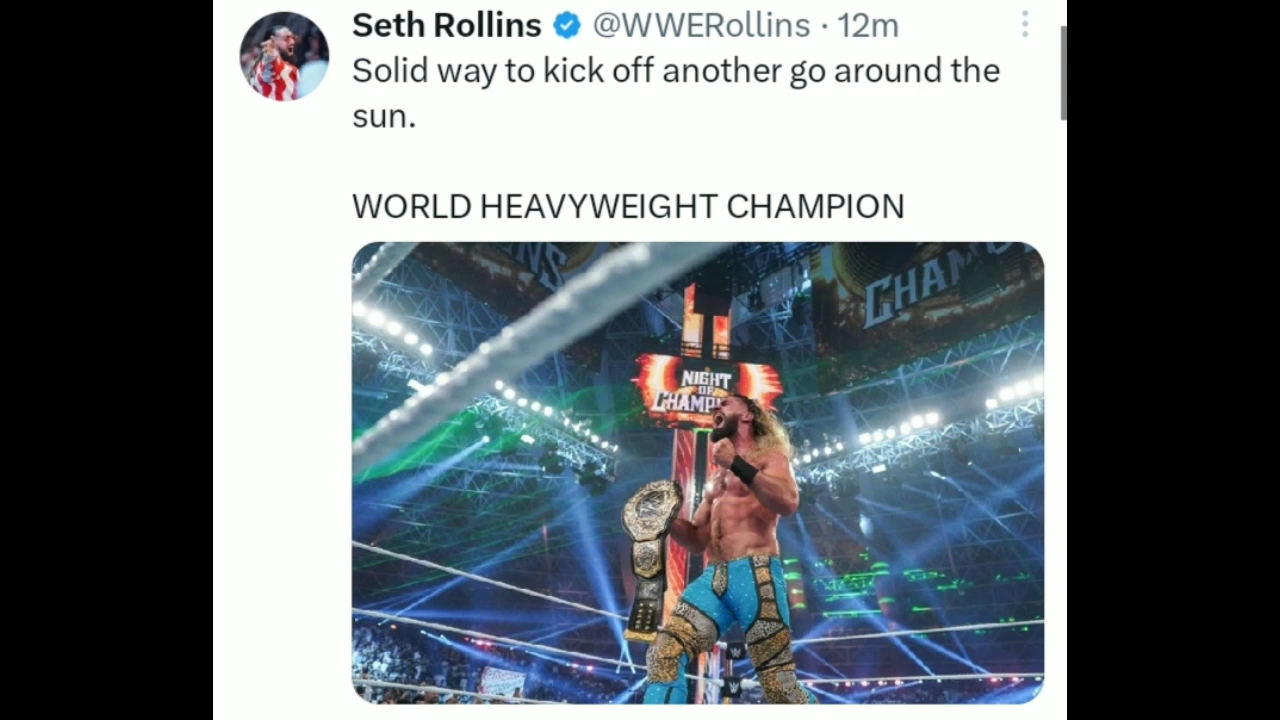 Seth Rollins @WWERollins · 12m
Solid way to kick off another go around the
sun.
WORLD HEAVYWEIGHT CHAMPION
CHAM
NIGHT
OF
CHAMP